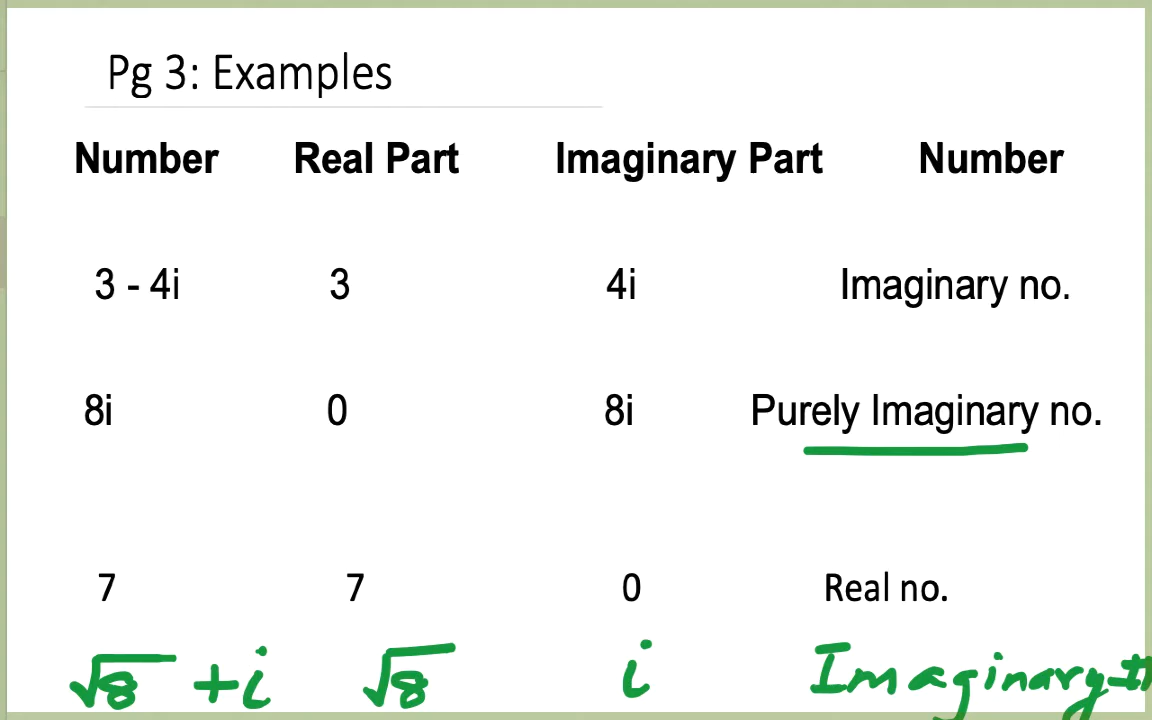 Pg 3: Examples
Number Real Part Imaginary Part Number
3 - 4i 3 4i Imaginary no.
8i 0 8i Purely Imaginary no.
7 7 0 Real no.
√8 + i √8 i Imaginary #